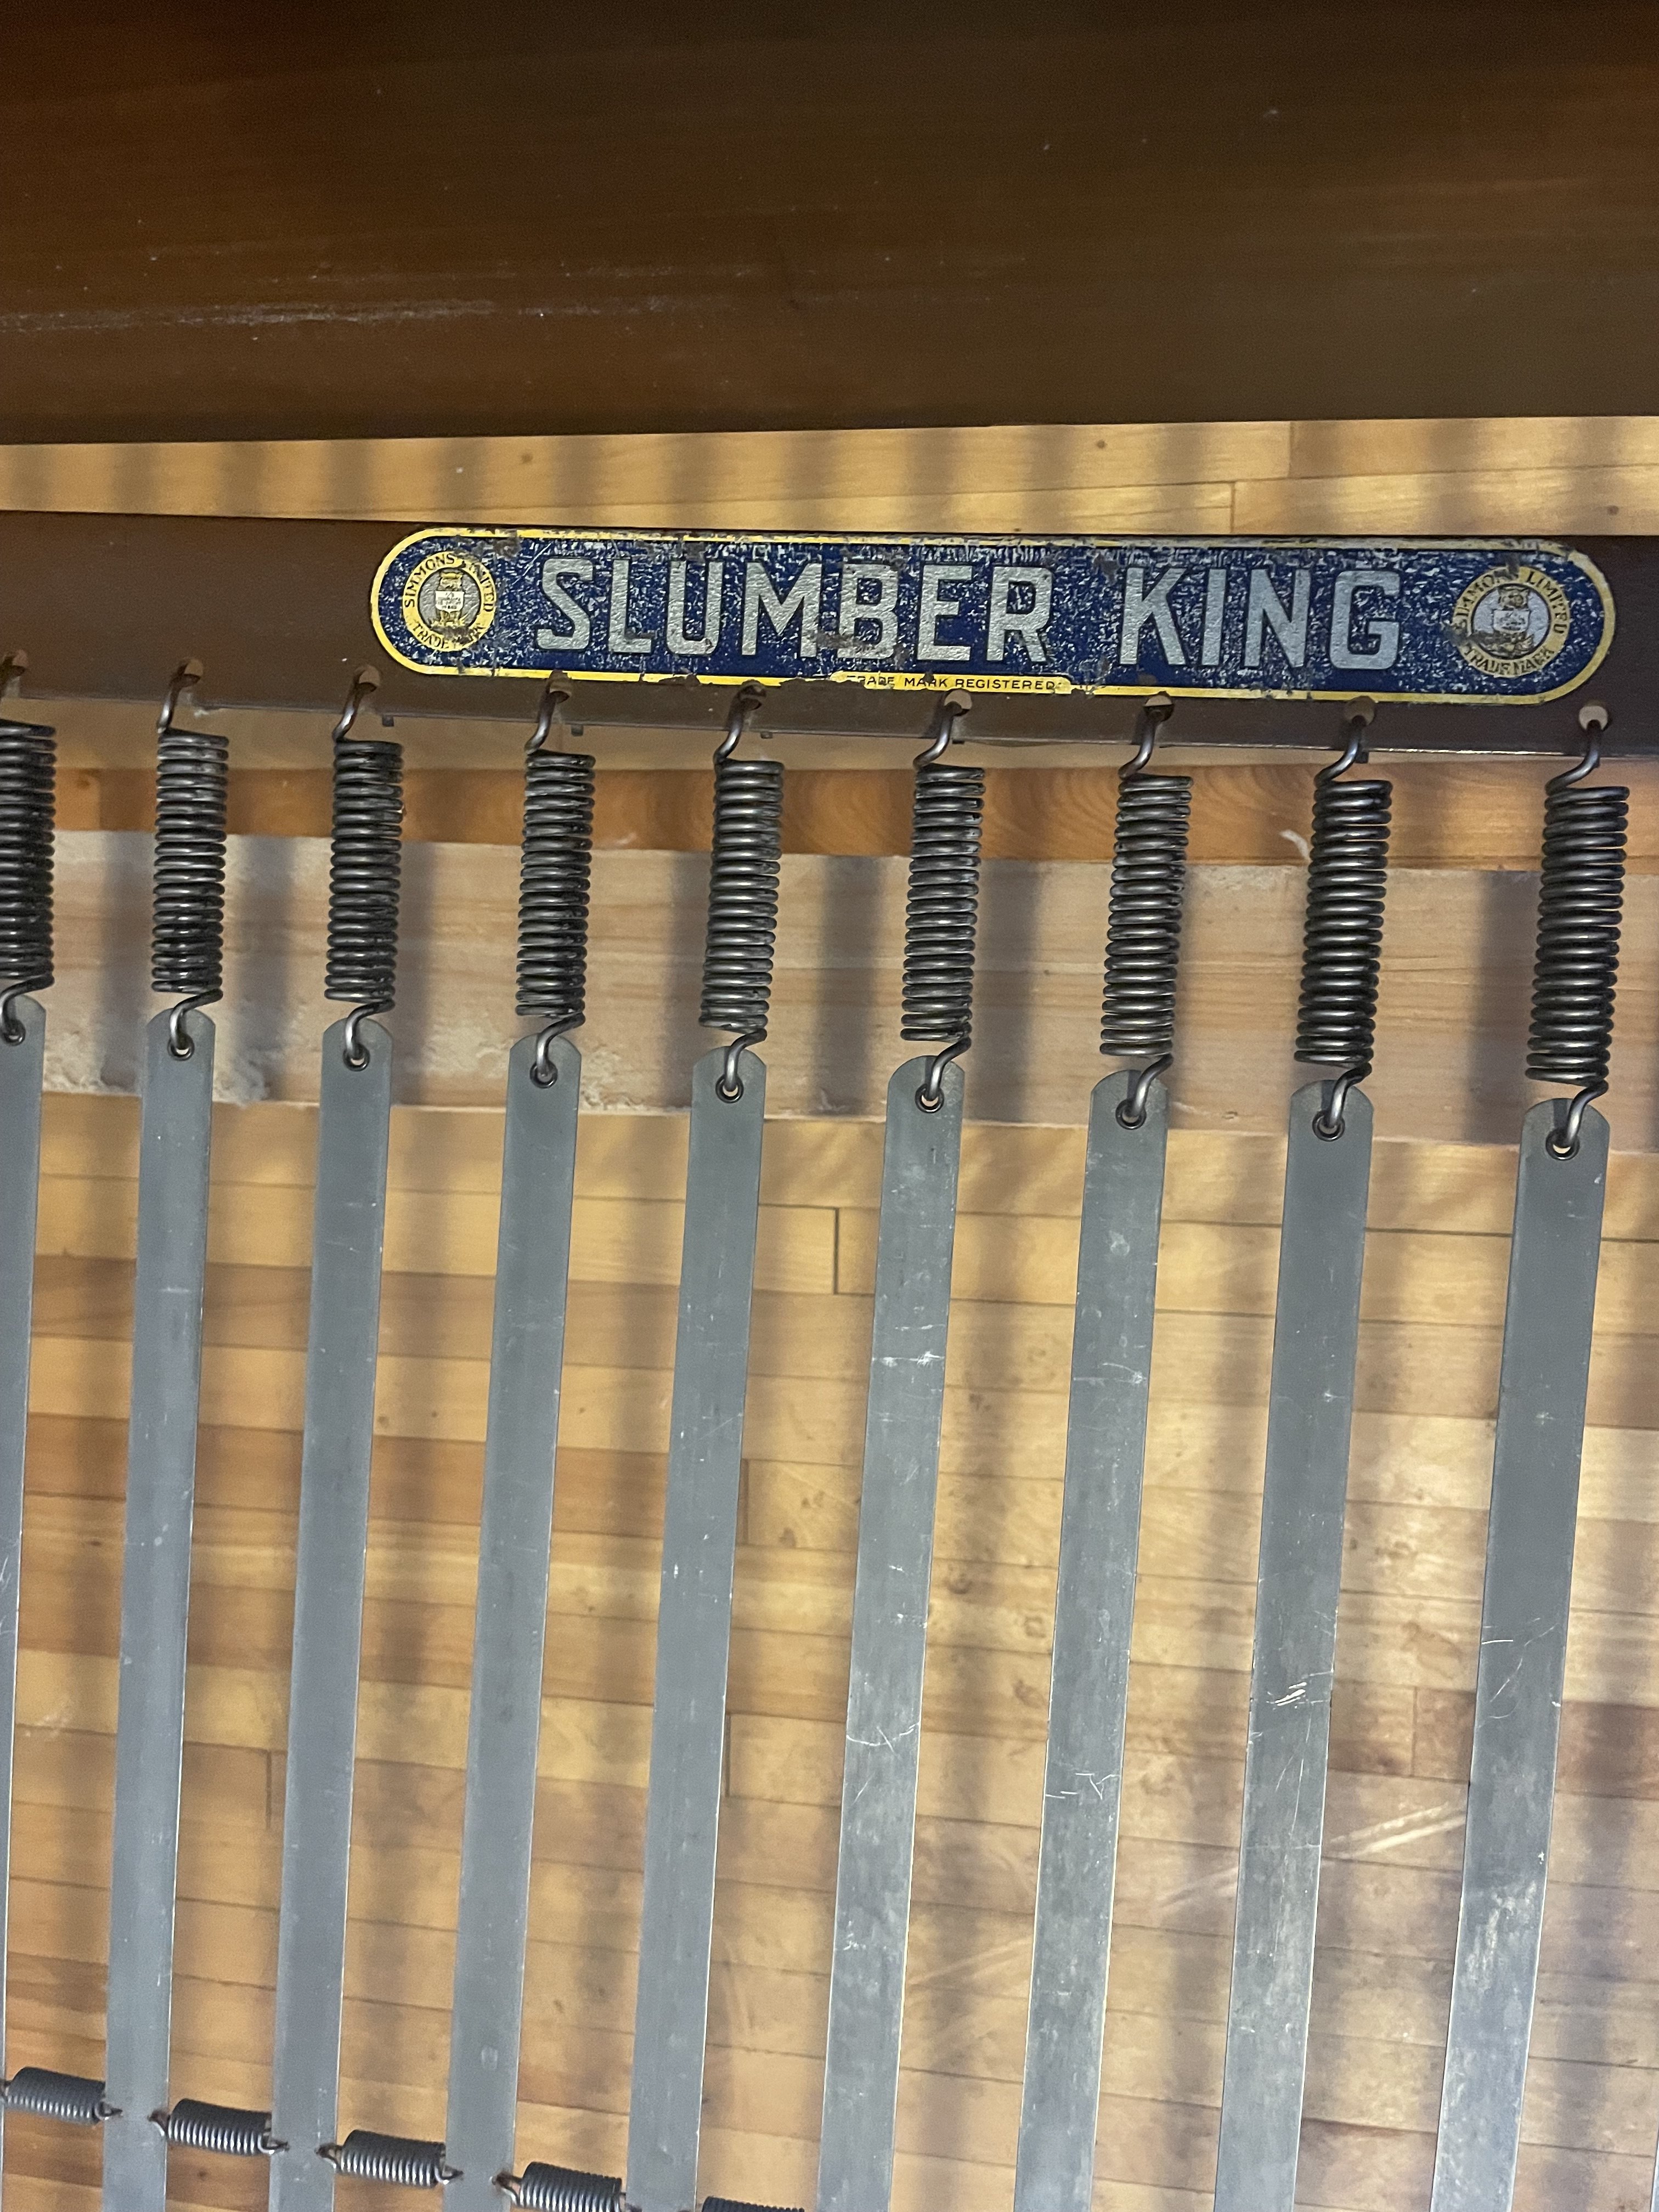 SIMMONS LIMITED
TRADE MARK
SLUMBER KING
SIMMONS LIMITED
TRADE MARK
TRADE MARK REGISTERED